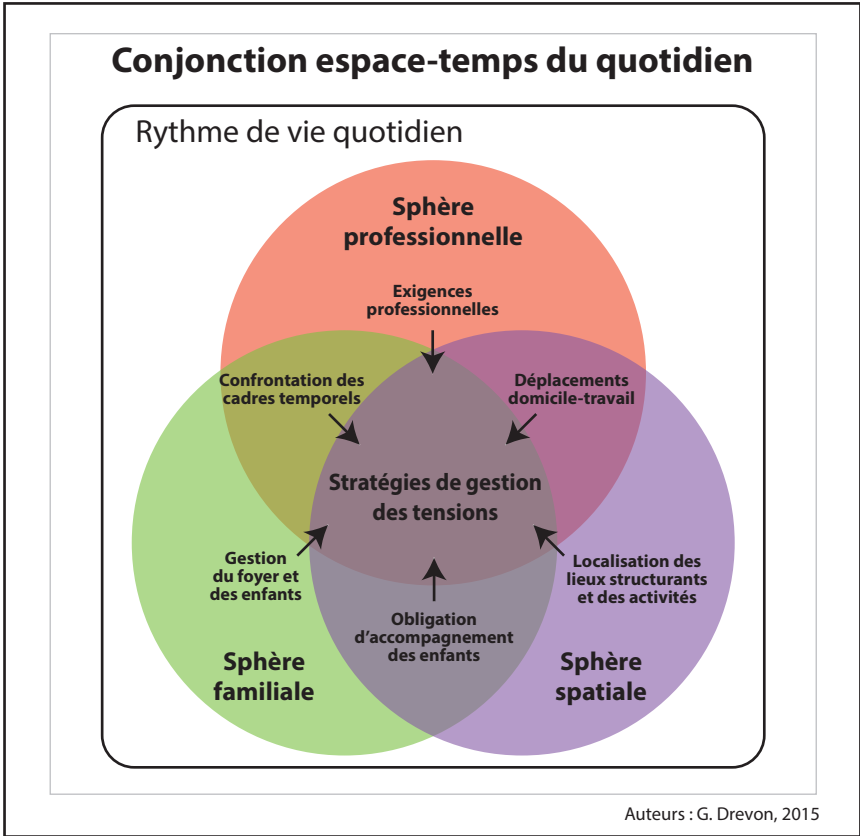 Conjonction espace-temps du quotidien
Rythme de vie quotidien
Sphère
professionnelle
Exigences
professionnelles
Confrontation des
cadres temporels
Déplacements
domicile-travail
Stratégies de gestion
des tensions
Gestion
du foyer et
des enfants
Localisation des
lieux structurants
et des activités
Obligation
d'accompagnement
des enfants
Sphère
familiale
Sphère
spatiale
Auteurs : G. Drevon, 2015